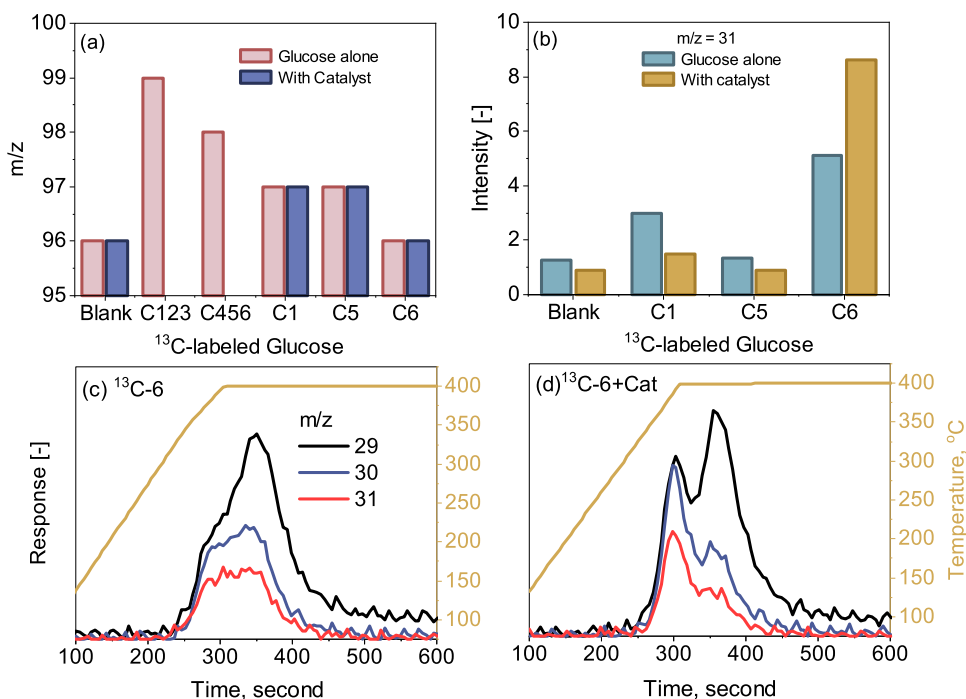 (a)
Glucose alone
With Catalyst
m/z
100
99
98
97
96
95
Blank C123 C456 C1 C5 C6
¹³C-labeled Glucose
(b)
m/z = 31
Glucose alone
With catalyst
Intensity [-]
10
8
6
4
2
0
Blank C1 C5 C6
¹³C-labeled Glucose
(c) ¹³C-6
m/z
29
30
31
Response [-]
400
350
300
250
200
150
100
100 200 300 400 500 600
Time, second
(d) ¹³C-6+Cat
400
350
300
250
200
150
100
Temperature, °C
100 200 300 400 500 600
Time, second